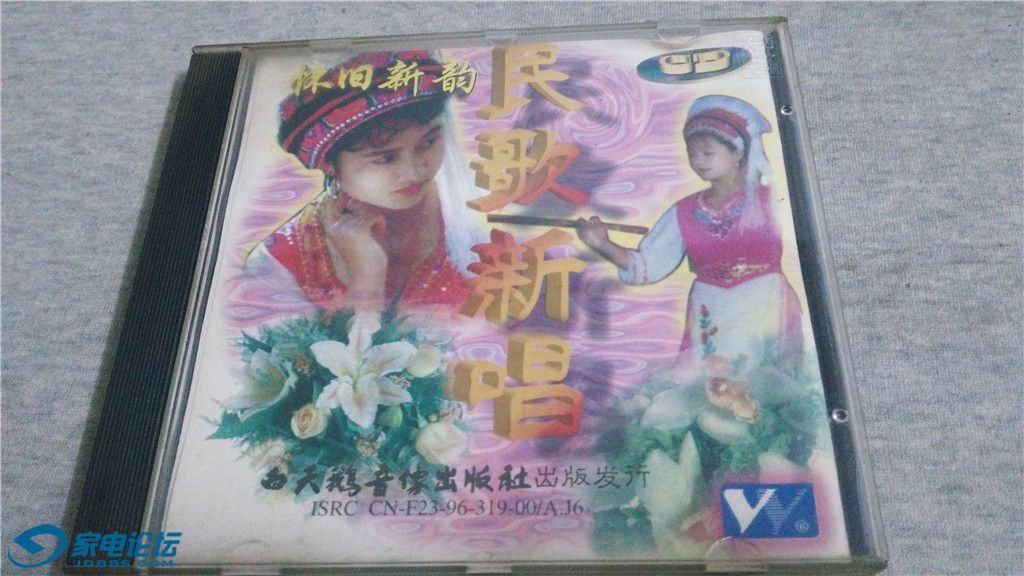 怀旧新韵
民歌新唱
CD
白天鹅音像出版社出版发行
ISRC CN-F23-96-319-00/A.J6
®
家电论坛
JDBBS.COM